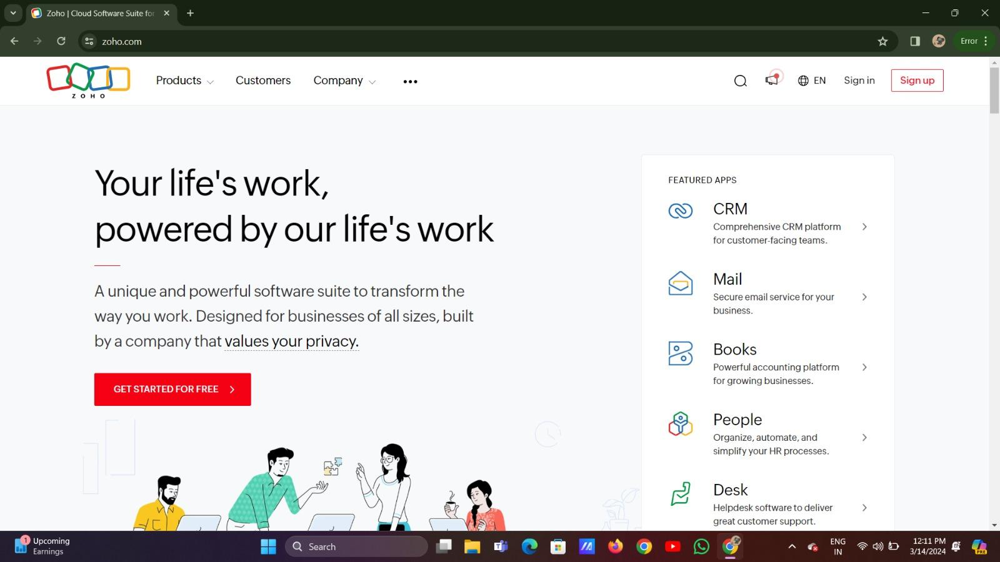 Zoho | Cloud Software Suite for
zoho.com
Error
ZOHO
Products
Customers
Company
EN
Sign in
Sign up
Your life's work,
powered by our life's work
A unique and powerful software suite to transform the
way you work. Designed for businesses of all sizes, built
by a company that values your privacy.
GET STARTED FOR FREE
FEATURED APPS
CRM
Comprehensive CRM platform
for customer-facing teams.
Mail
Secure email service for your
business.
Books
Powerful accounting platform
for growing businesses.
People
Organize, automate, and
simplify your HR processes.
Desk
Helpdesk software to deliver
great customer support.
1
Upcoming
Earnings
Search
ENG
IN
12:11 PM
3/14/2024
PRE